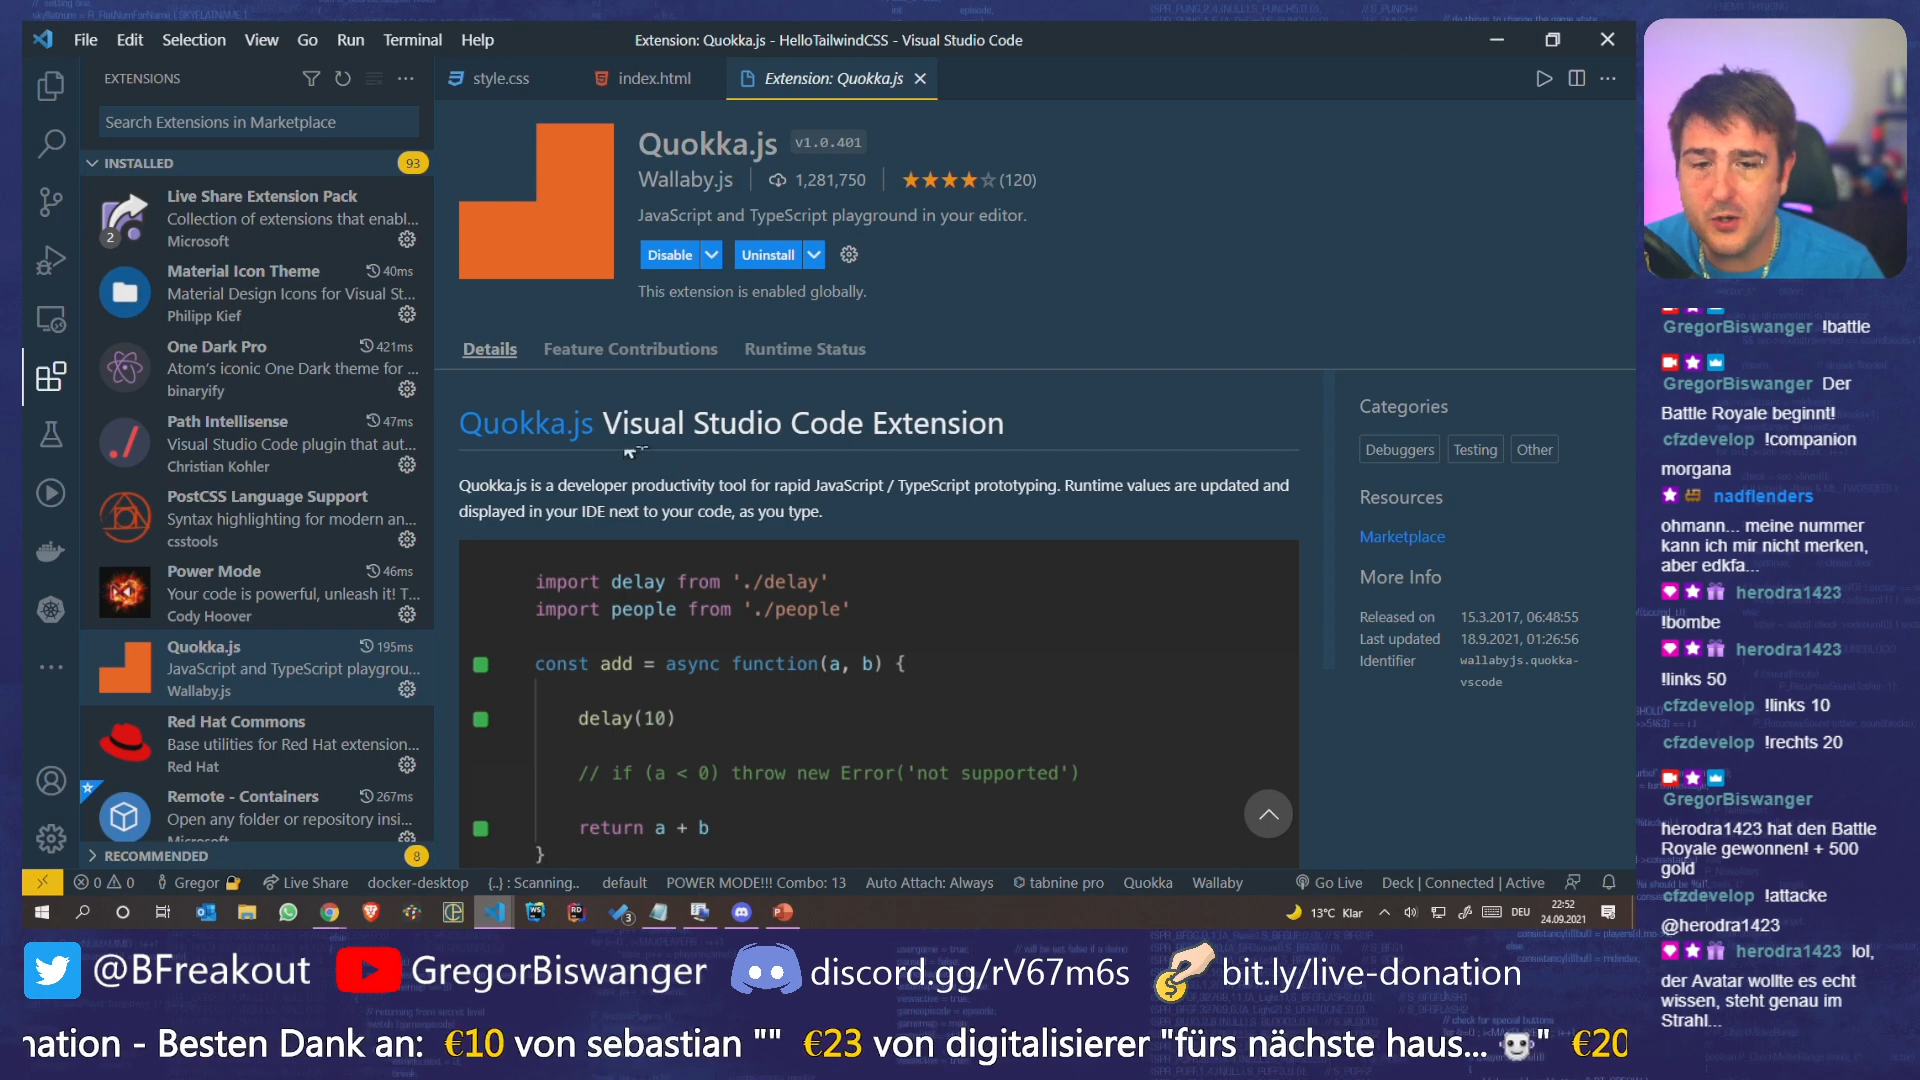 File Edit Selection View Go Run Terminal Help
Extension: Quokka.js - HelloTailwindCSS - Visual Studio Code
EXTENSIONS
style.css
index.html
Extension: Quokka.js
Search Extensions in Marketplace
INSTALLED 93
Live Share Extension Pack
Collection of extensions that enabl...
2
Microsoft
Material Icon Theme 40ms
Material Design Icons for Visual St...
Philipp Kief
One Dark Pro 421ms
Atom's iconic One Dark theme for ...
binaryify
Path Intellisense 47ms
Visual Studio Code plugin that aut...
Christian Kohler
PostCSS Language Support
Syntax highlighting for modern an...
csstools
Power Mode 46ms
Your code is powerful, unleash it! T...
Cody Hoover
Quokka.js 195ms
JavaScript and TypeScript playgrou...
Wallaby.js
Red Hat Commons
Base utilities for Red Hat extension...
Red Hat
Remote - Containers 267ms
Open any folder or repository insi...
Microsoft
RECOMMENDED 8
Quokka.js v1.0.401
Wallaby.js 1,281,750 (120)
JavaScript and TypeScript playground in your editor.
Disable Uninstall
This extension is enabled globally.
Details Feature Contributions Runtime Status
Quokka.js Visual Studio Code Extension
Quokka.js is a developer productivity tool for rapid JavaScript / TypeScript prototyping. Runtime values are updated and
displayed in your IDE next to your code, as you type.
import delay from './delay'
import people from './people'
const add = async function(a, b) {
delay(10)
// if (a < 0) throw new Error('not supported')
return a + b
}
Categories
Debuggers Testing Other
Resources
Marketplace
More Info
Released on 15.3.2017, 06:48:55
Last updated 18.9.2021, 01:26:56
Identifier wallabyjs.quokka-
vscode
0 0 Gregor Live Share docker-desktop {..} : Scanning.. default POWER MODE!!! Combo: 13 Auto Attach: Always tabnine pro Quokka Wallaby Go Live Deck | Connected | Active
3
13°C Klar DEU 22:52
24.09.2021
GregorBiswanger !battle
GregorBiswanger Der
Battle Royale beginnt!
cfzdevelop !companion
morgana
nadflenders
ohmann... meine nummer
kann ich mir nicht merken,
aber edkfa...
herodra1423
!bombe
herodra1423
!links 50
cfzdevelop !links 10
cfzdevelop !rechts 20
GregorBiswanger
herodra1423 hat den Battle
Royale gewonnen! + 500
gold
cfzdevelop !attacke
@herodra1423
herodra1423 lol,
der Avatar wollte es echt
wissen, steht genau im
Strahl...
@BFreakout GregorBiswanger discord.gg/rV67m6s bit.ly/live-donation
nation - Besten Dank an: €10 von sebastian "" €23 von digitalisierer "fürs nächste haus... " €20